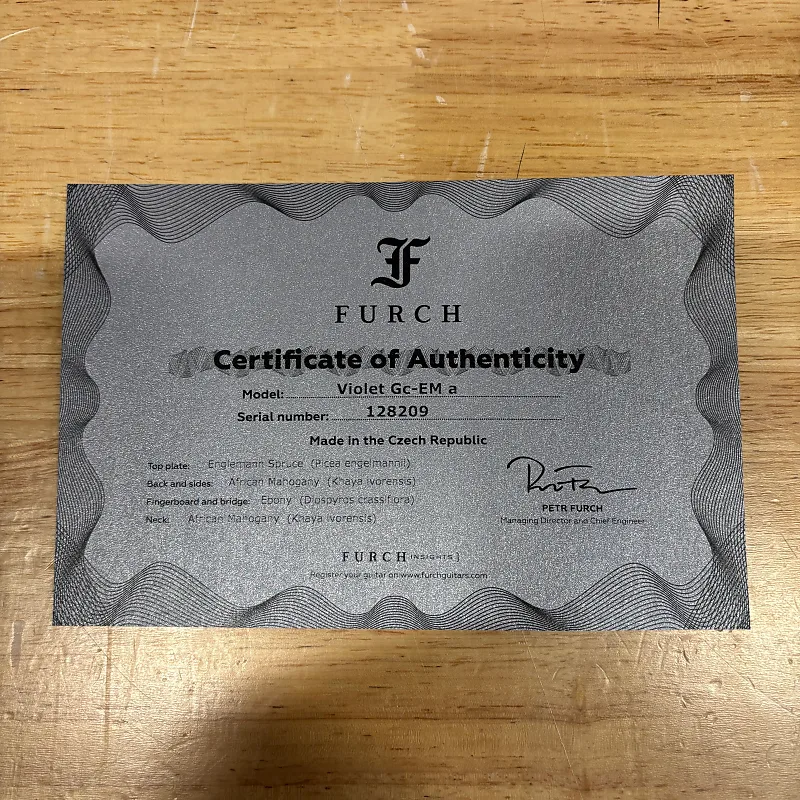 F
FURCH
Certificate of Authenticity
Model: Violet Gc-EM a
Serial number: 128209
Made in the Czech Republic
Top plate: Englemann Spruce (Picea engelmannii)
Back and sides: African Mahogany (Khaya ivorensis)
Fingerboard and bridge: Ebony (Diospyros crassiflora)
Neck: African Mahogany (Khaya ivorensis)
PETR FURCH
Managing Director and Chief Engineer
FURCH INSIGHTS
Register your guitar on www.furchguitars.com